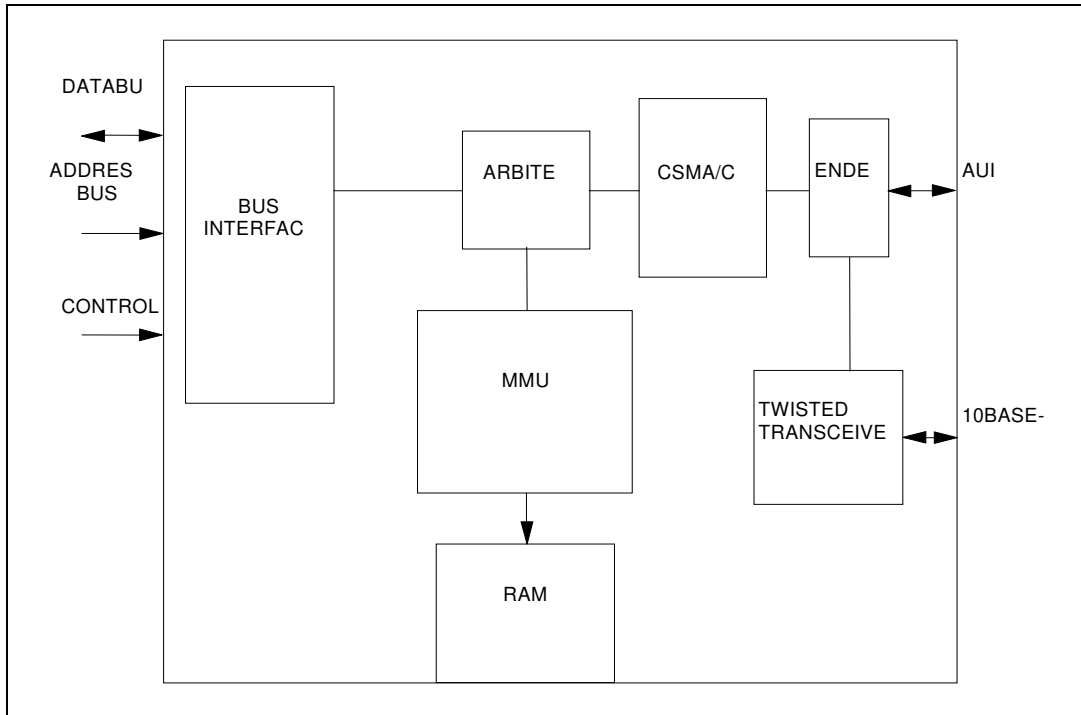 DATABU
ADDRES
BUS
CONTROL
BUS
INTERFAC
ARBITE
CSMA/C
ENDE
AUI
MMU
TWISTED
TRANSCEIVE
10BASE-
RAM